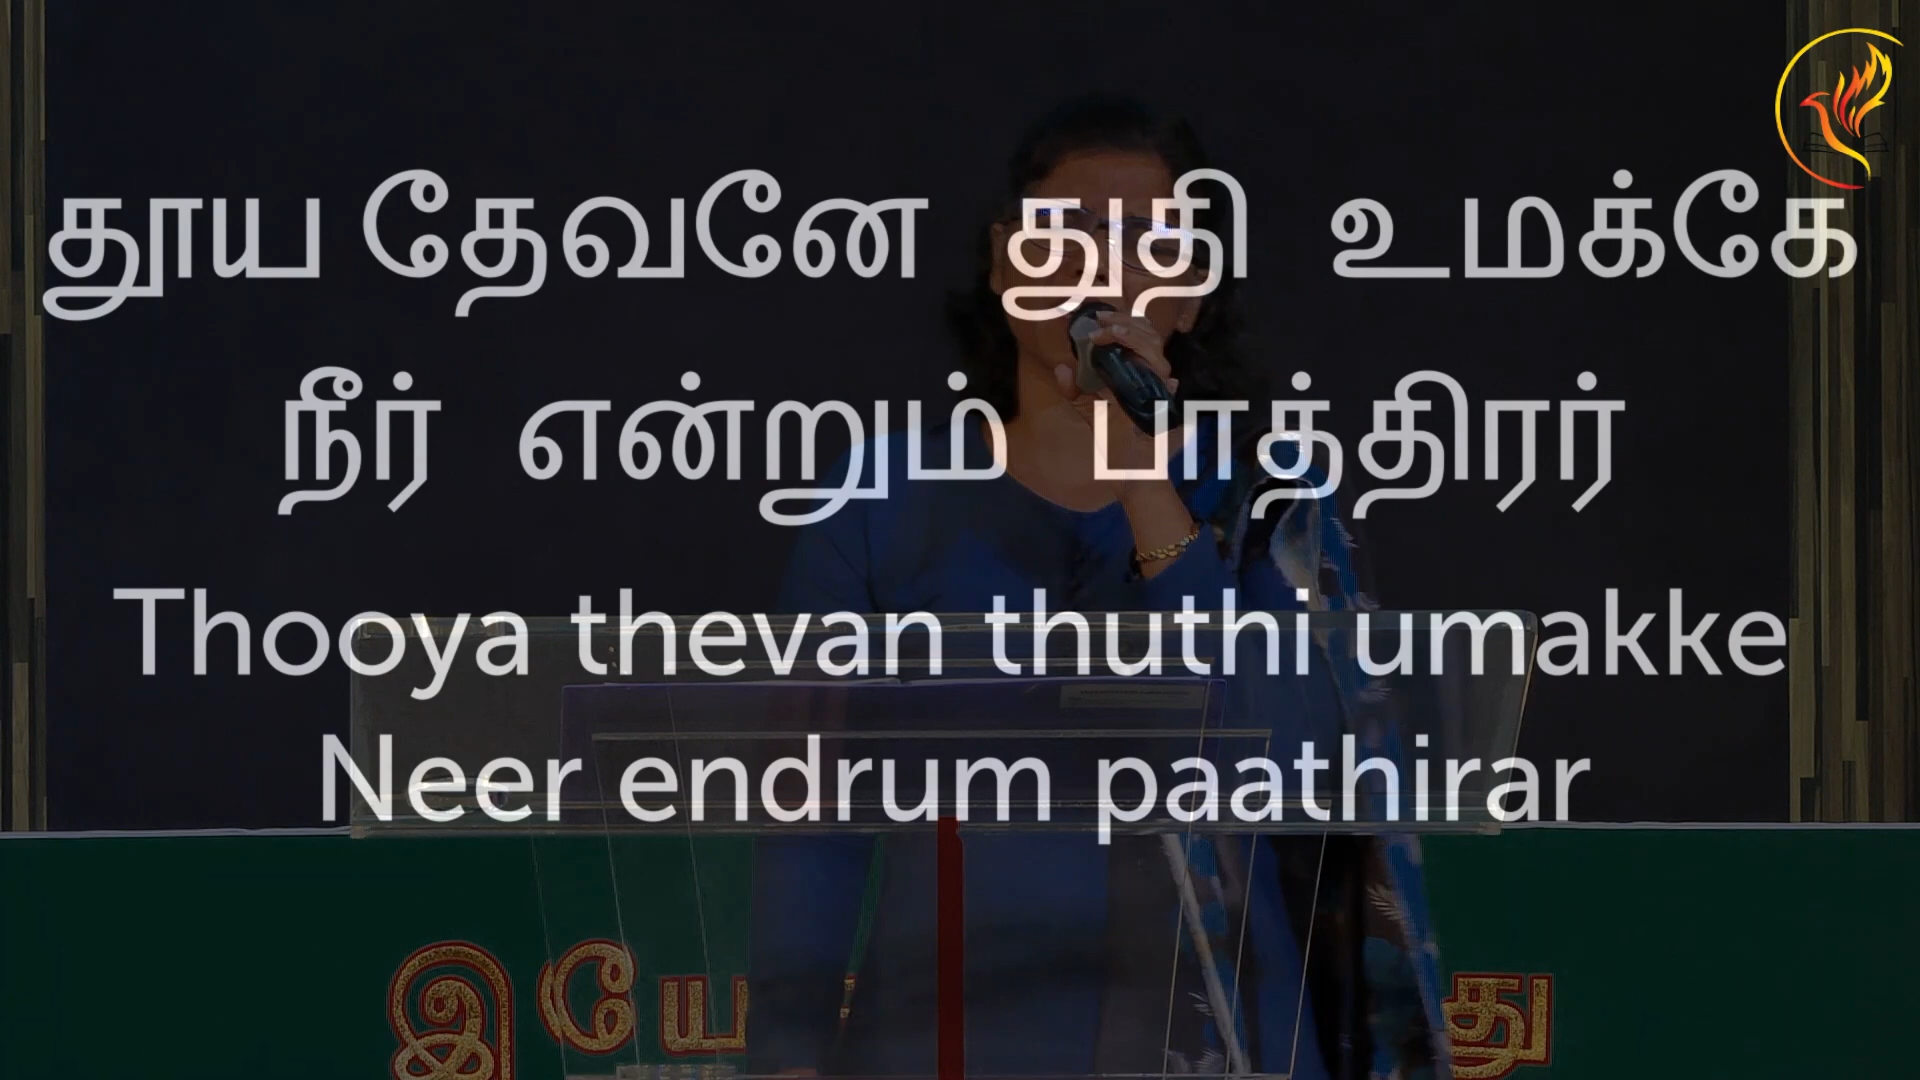 தூய தேவனே துதி உமக்கே
நீர் என்றும் பாத்திரர்
Thooya thevan thuthi umakke
Neer endrum paathirar